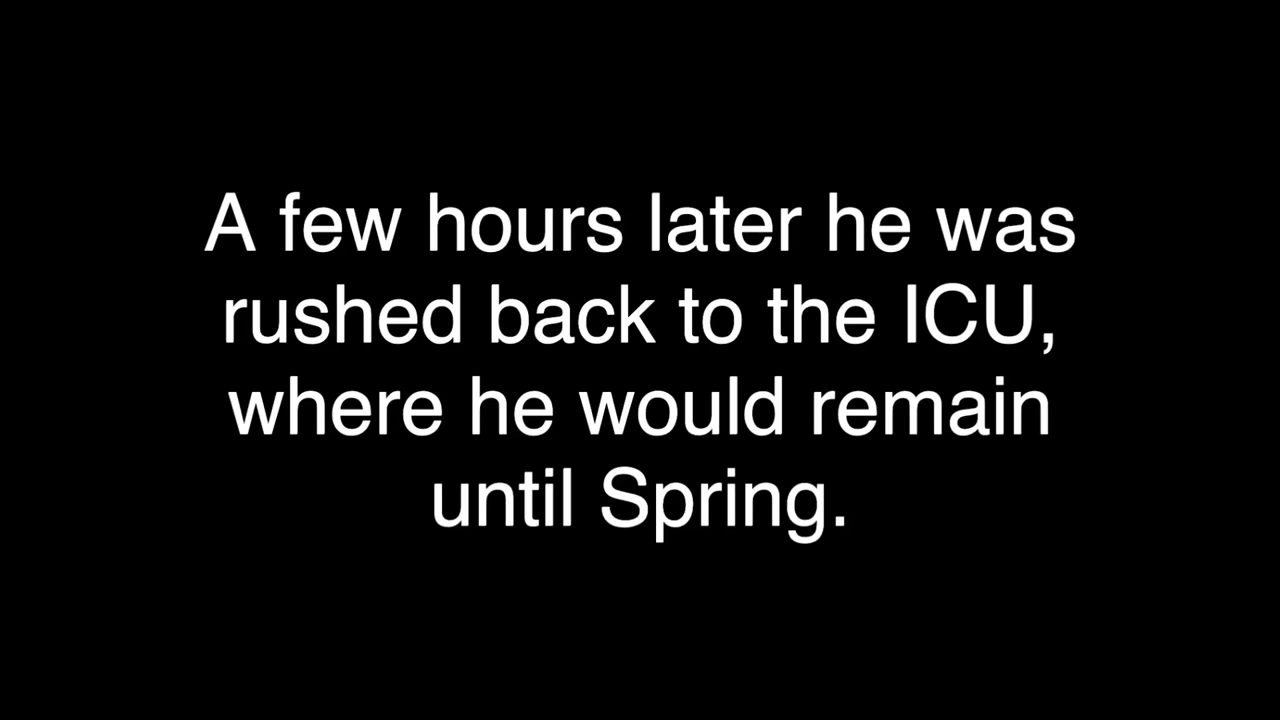 A few hours later he was
rushed back to the ICU,
where he would remain
until Spring.